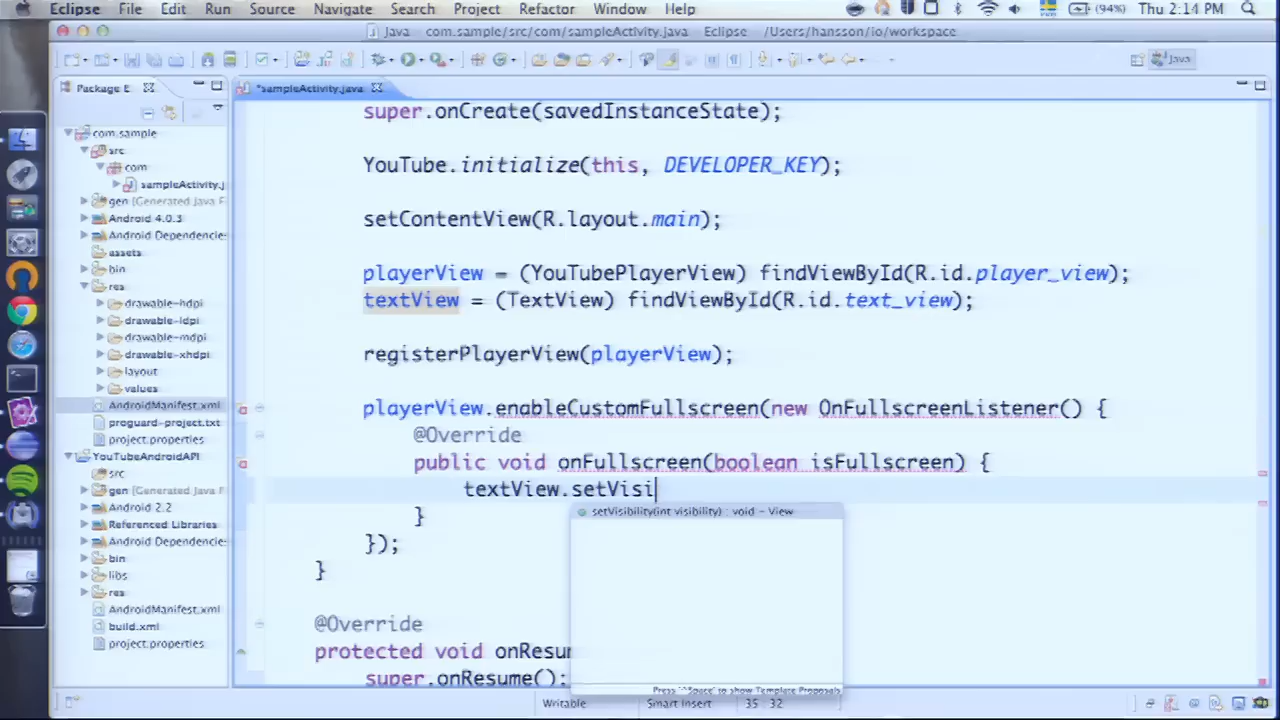 Eclipse File Edit Run Source Navigate Search Project Refactor Window Help (94%) Thu 2:14 PM
Java com.sample/src/com/sampleActivity.java Eclipse /Users/hansson/io/workspace
Java
Package E
*sampleActivity.java
com.sample
src
com
sampleActivity.j
gen [Generated Java F
Android 4.0.3
Android Dependencie
assets
bin
res
drawable-hdpi
drawable-ldpi
drawable-mdpi
drawable-xhdpi
layout
values
AndroidManifest.xml
proguard-project.txt
project.properties
YouTubeAndroidAPI
src
gen [Generated Java F
Android 2.2
Referenced Libraries
Android Dependencie
bin
libs
res
AndroidManifest.xml
build.xml
project.properties
super.onCreate(savedInstanceState);
YouTube.initialize(this, DEVELOPER_KEY);
setContentView(R.layout.main);
playerView = (YouTubePlayerView) findViewById(R.id.player_view);
textView = (TextView) findViewById(R.id.text_view);
registerPlayerView(playerView);
playerView.enableCustomFullscreen(new OnFullscreenListener() {
@Override
public void onFullscreen(boolean isFullscreen) {
textView.setVisi
setVisibility(int visibility) : void - View
}
});
}
@Override
protected void onResu
super.onResume();
Press '^Space' to show Template Proposals
Writable Smart Insert 35 : 32